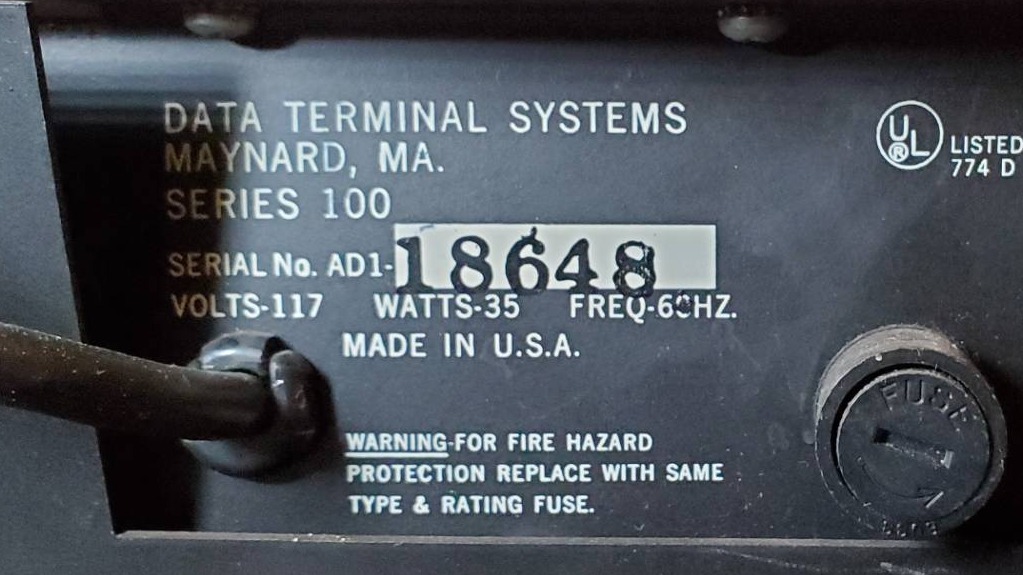 DATA TERMINAL SYSTEMS
MAYNARD, MA.
SERIES 100
SERIAL No. AD1-18648
VOLTS-117 WATTS-35 FREQ-60HZ.
MADE IN U.S.A.
WARNING-FOR FIRE HAZARD
PROTECTION REPLACE WITH SAME
TYPE & RATING FUSE.
UL ®
LISTED
774 D
FUSE